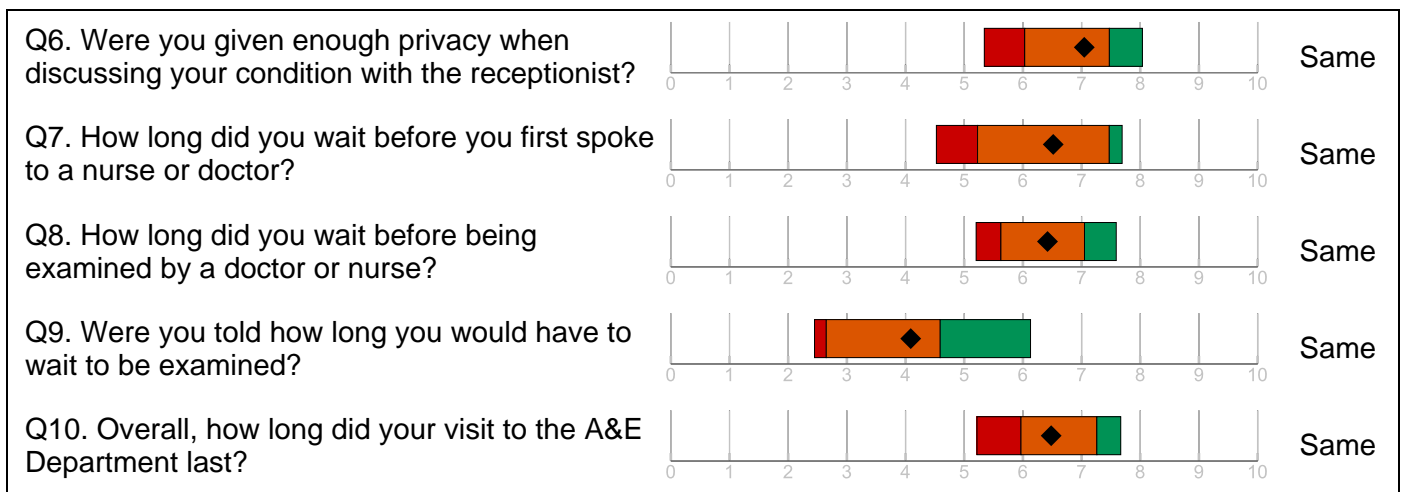 Q6. Were you given enough privacy when
discussing your condition with the receptionist?
0 1 2 3 4 5 6 7 8 9 10
Same
Q7. How long did you wait before you first spoke
to a nurse or doctor?
0 1 2 3 4 5 6 7 8 9 10
Same
Q8. How long did you wait before being
examined by a doctor or nurse?
0 1 2 3 4 5 6 7 8 9 10
Same
Q9. Were you told how long you would have to
wait to be examined?
0 1 2 3 4 5 6 7 8 9 10
Same
Q10. Overall, how long did your visit to the A&E
Department last?
0 1 2 3 4 5 6 7 8 9 10
Same